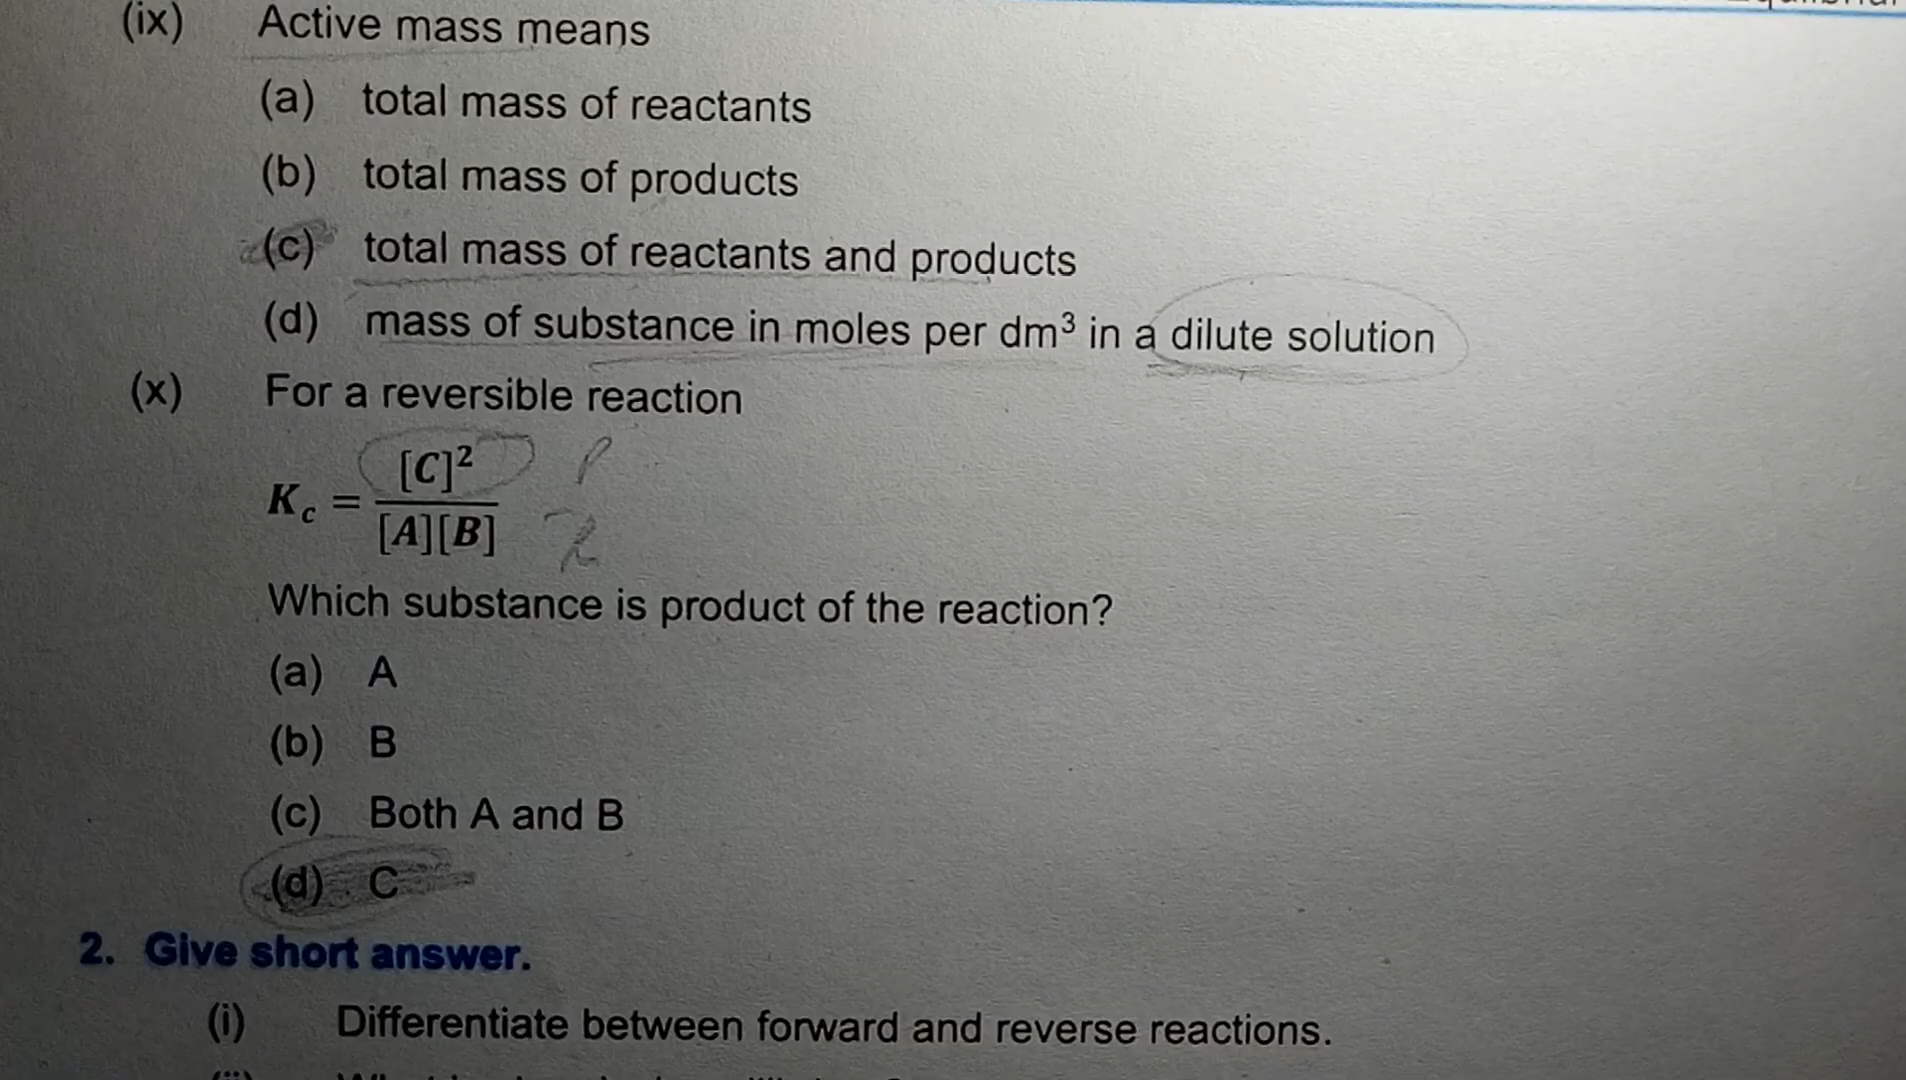 (ix) Active mass means
(a) total mass of reactants
(b) total mass of products
(c) total mass of reactants and products
(d) mass of substance in moles per dm³ in a dilute solution
(x) For a reversible reaction
K_c = [C]² / [A][B]
P
Which substance is product of the reaction?
(a) A
(b) B
(c) Both A and B
(d) C
2. Give short answer.
(i) Differentiate between forward and reverse reactions.